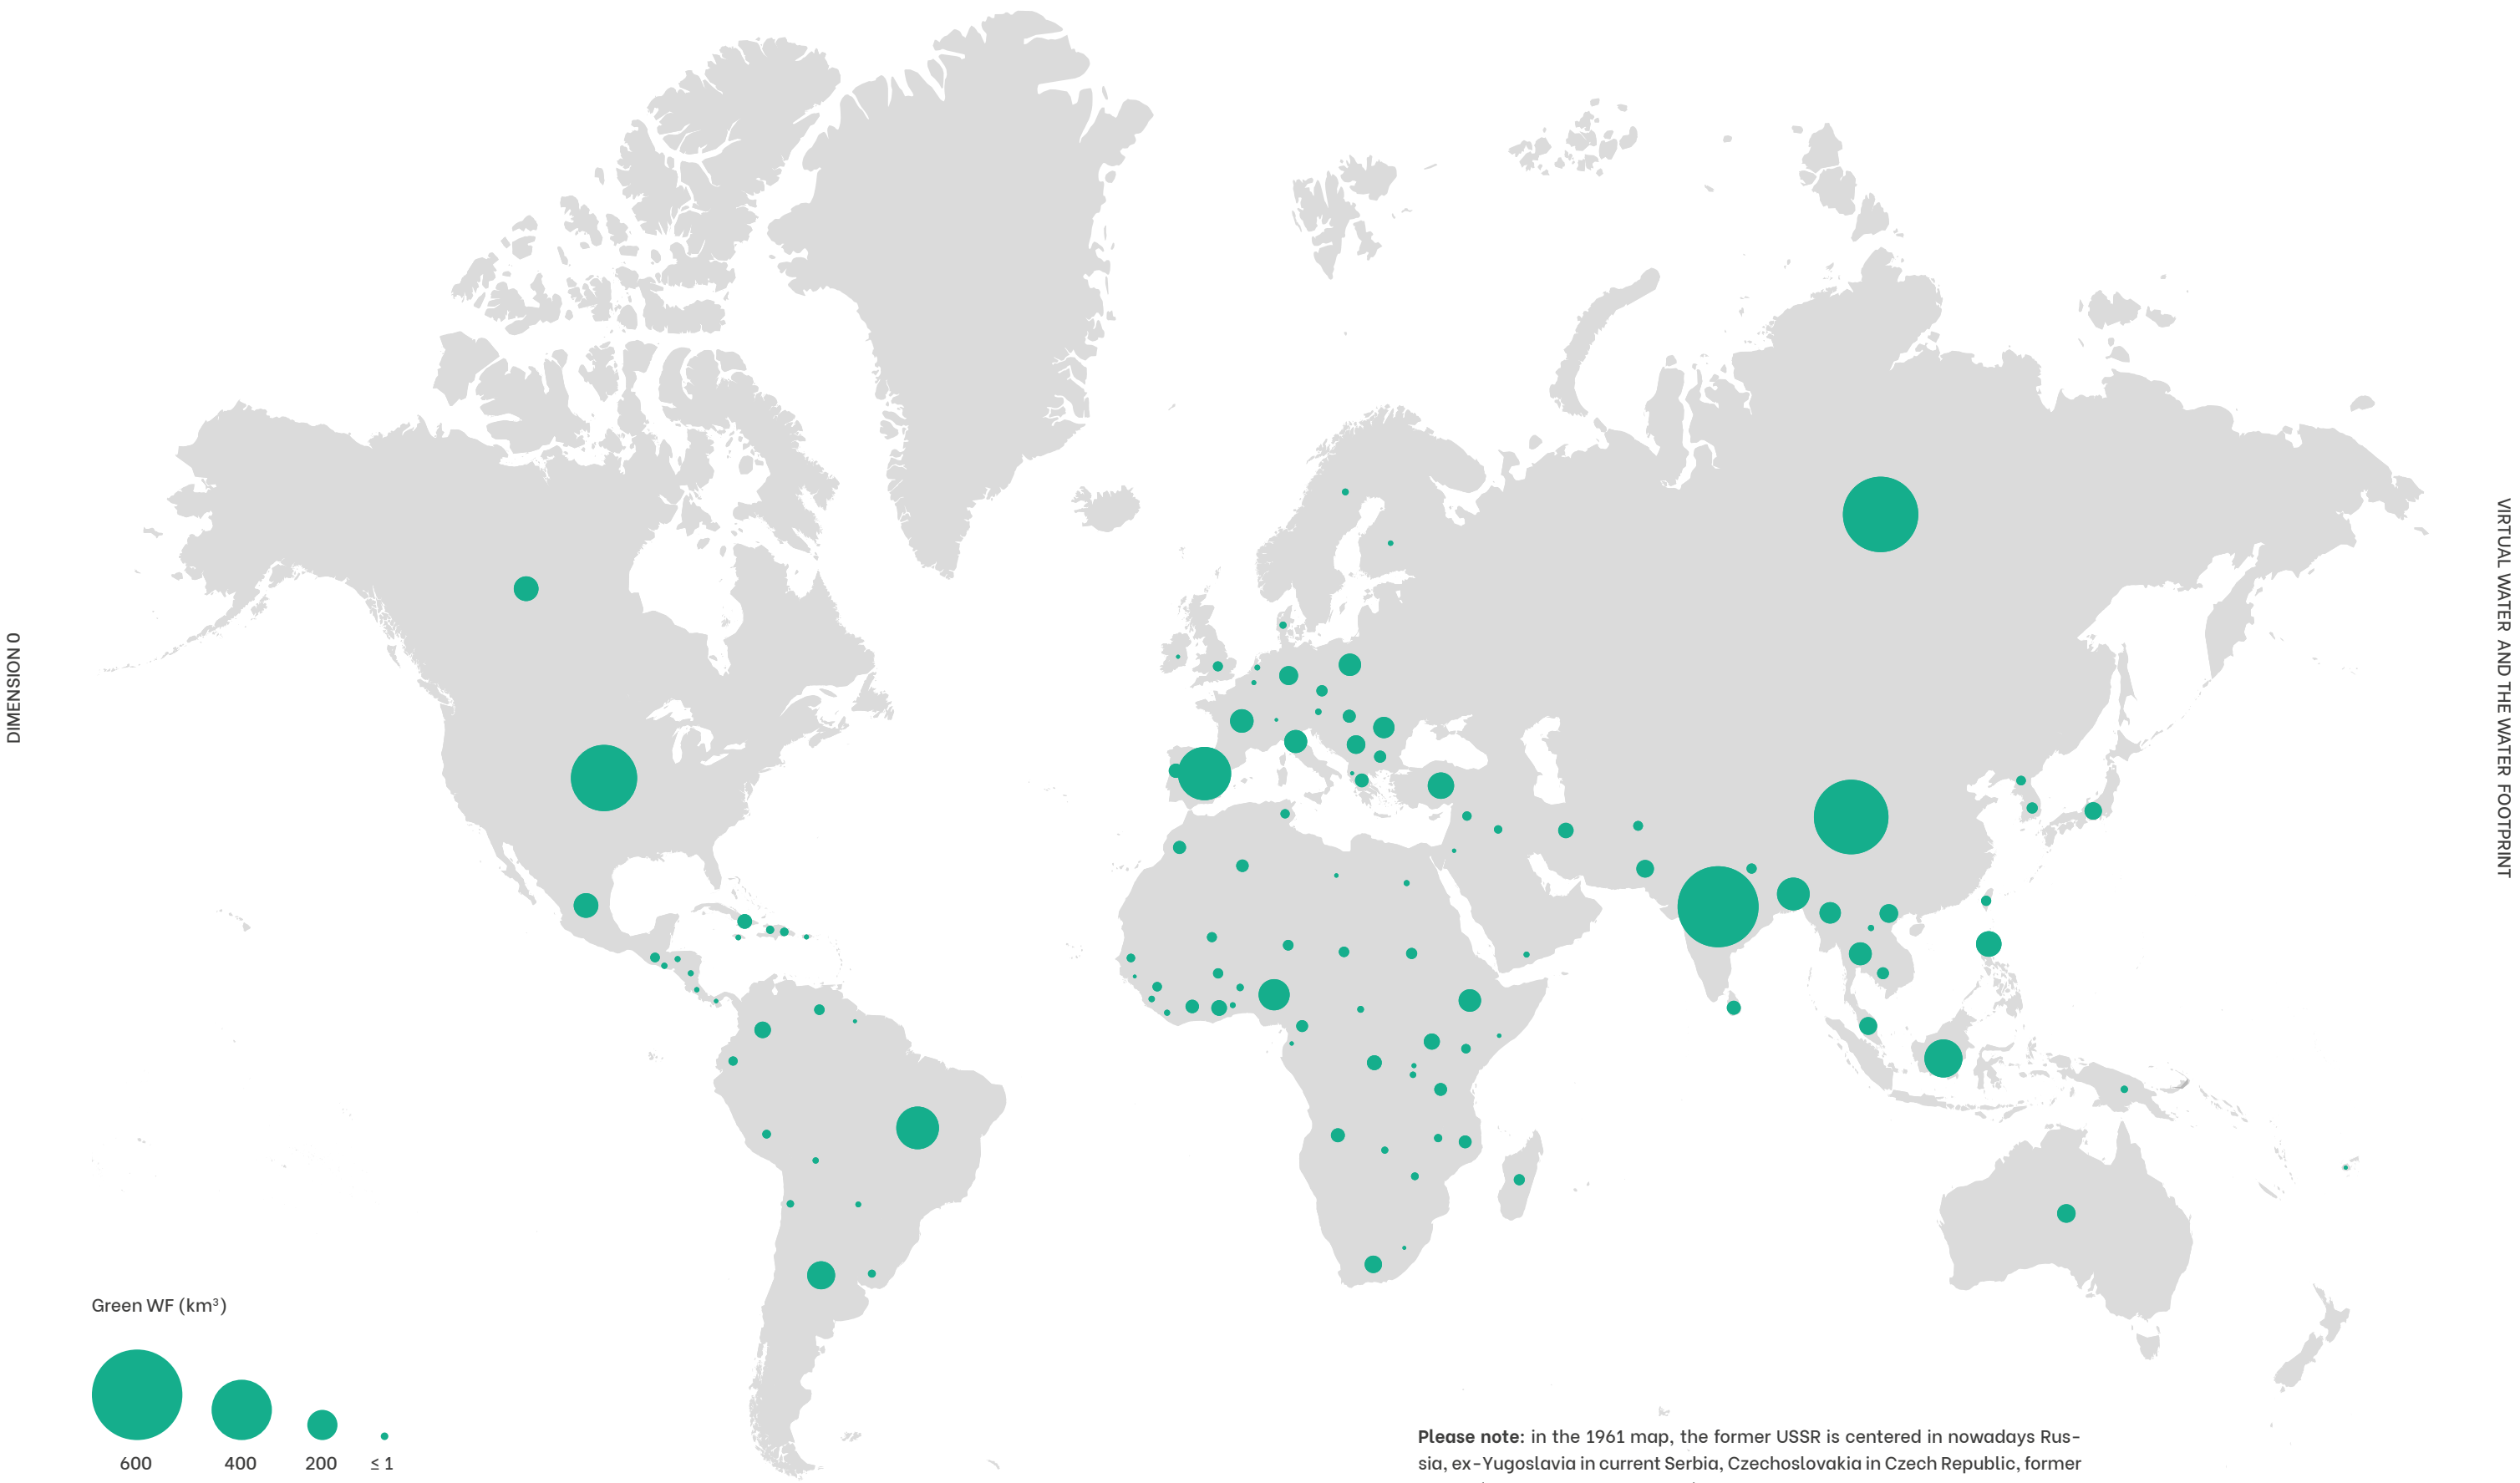 DIMENSION 0
VIRTUAL WATER AND THE WATER FOOTPRINT
Green WF (km³)
600 400 200 ≤ 1
Please note: in the 1961 map, the former USSR is centered in nowadays Rus-
sia, ex-Yugoslavia in current Serbia, Czechoslovakia in Czech Republic, former